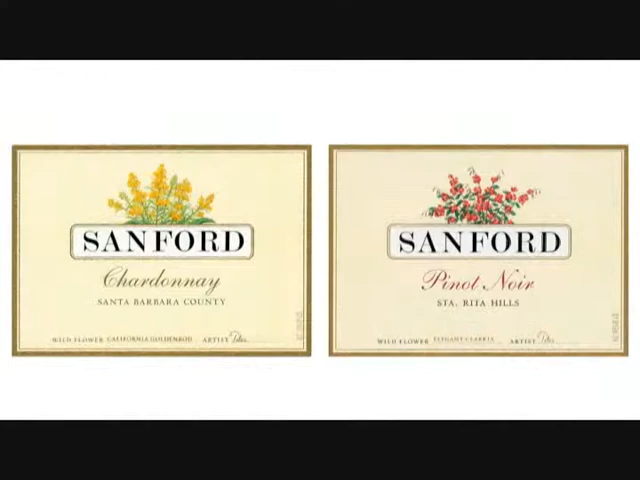 SANFORD
Chardonnay
SANTA BARBARA COUNTY
WILD FLOWER CALIFORNIA GOLDENROD ARTIST
SANFORD
Pinot Noir
STA. RITA HILLS
WILD FLOWER ELEGANT CLARKIA ARTIST